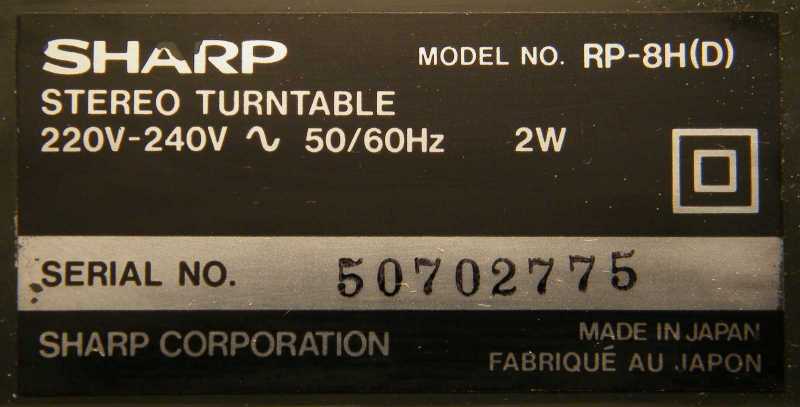 SHARP MODEL NO. RP-8H(D)
STEREO TURNTABLE
220V-240V ∿ 50/60Hz 2W
SERIAL NO. 50702775
SHARP CORPORATION
MADE IN JAPAN
FABRIQUÉ AU JAPON